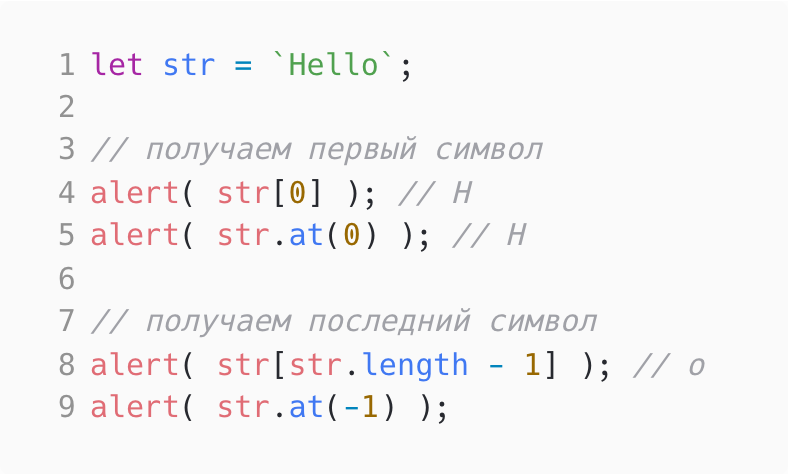 1 let str = `Hello`;
2
3 // получаем первый символ
4 alert( str[0] ); // H
5 alert( str.at(0) ); // H
6
7 // получаем последний символ
8 alert( str[str.length - 1] ); // o
9 alert( str.at(-1) );